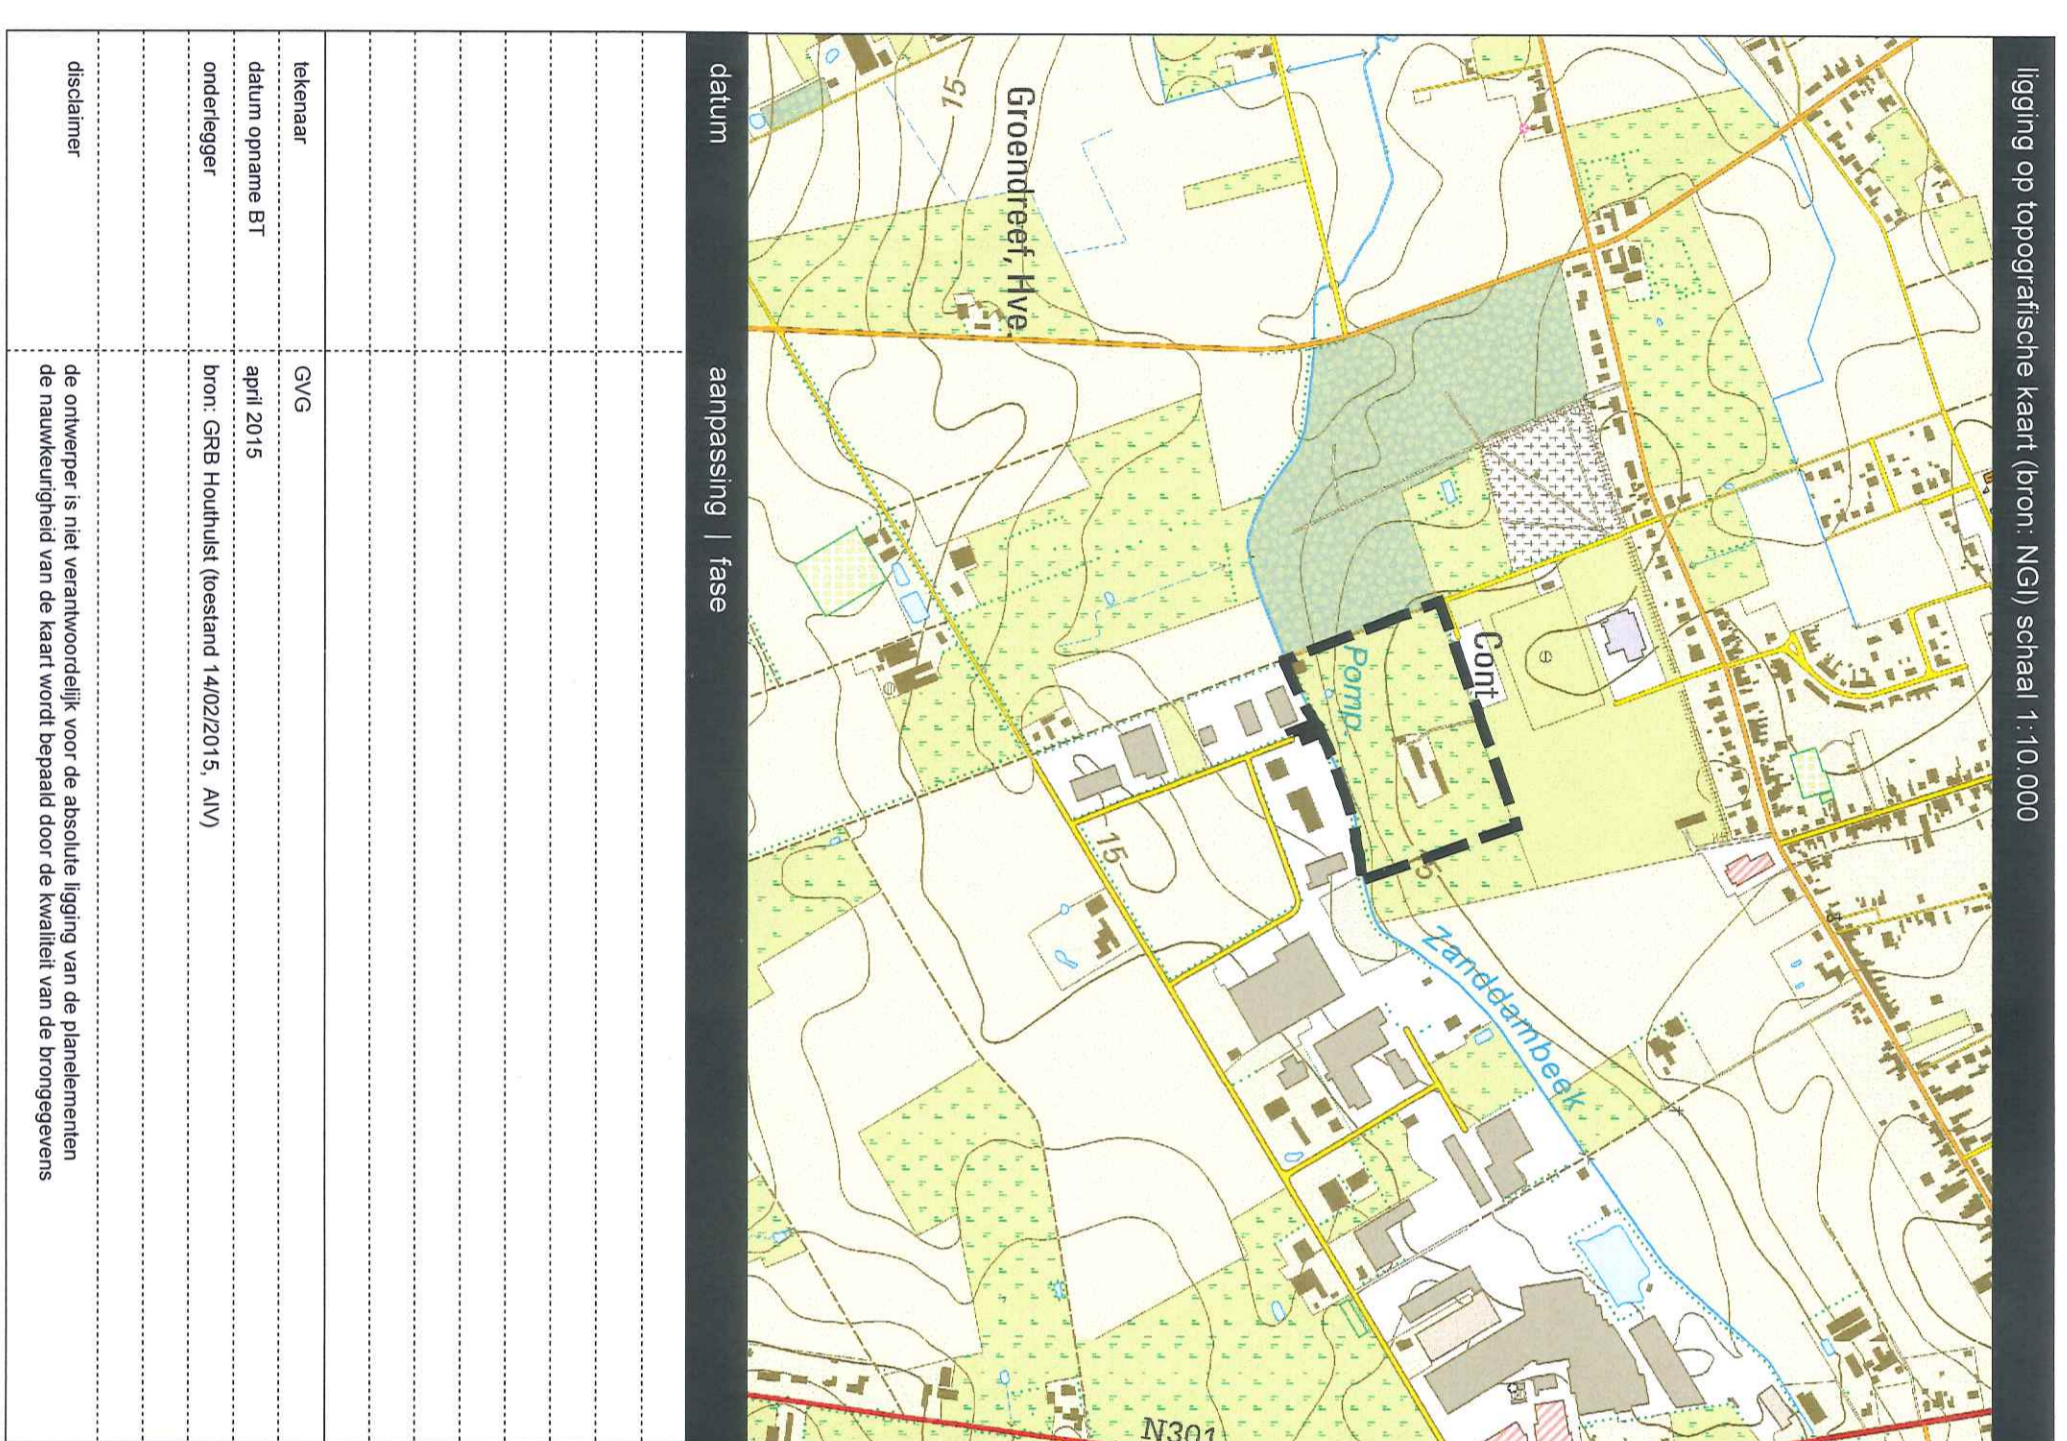 ligging op topografische kaart (bron: NGI) schaal 1:10.000
Groendreef, Hve.
15
Cont
Pomp.
15
Zanddambeek
N301
datum
aanpassing | fase
tekenaar
GVG
datum opname BT
april 2015
onderlegger
bron: GRB Houthulst (toestand 14/02/2015, AIV)
disclaimer
de ontwerper is niet verantwoordelijk voor de absolute ligging van de planelementen
de nauwkeurigheid van de kaart wordt bepaald door de kwaliteit van de brongegevens